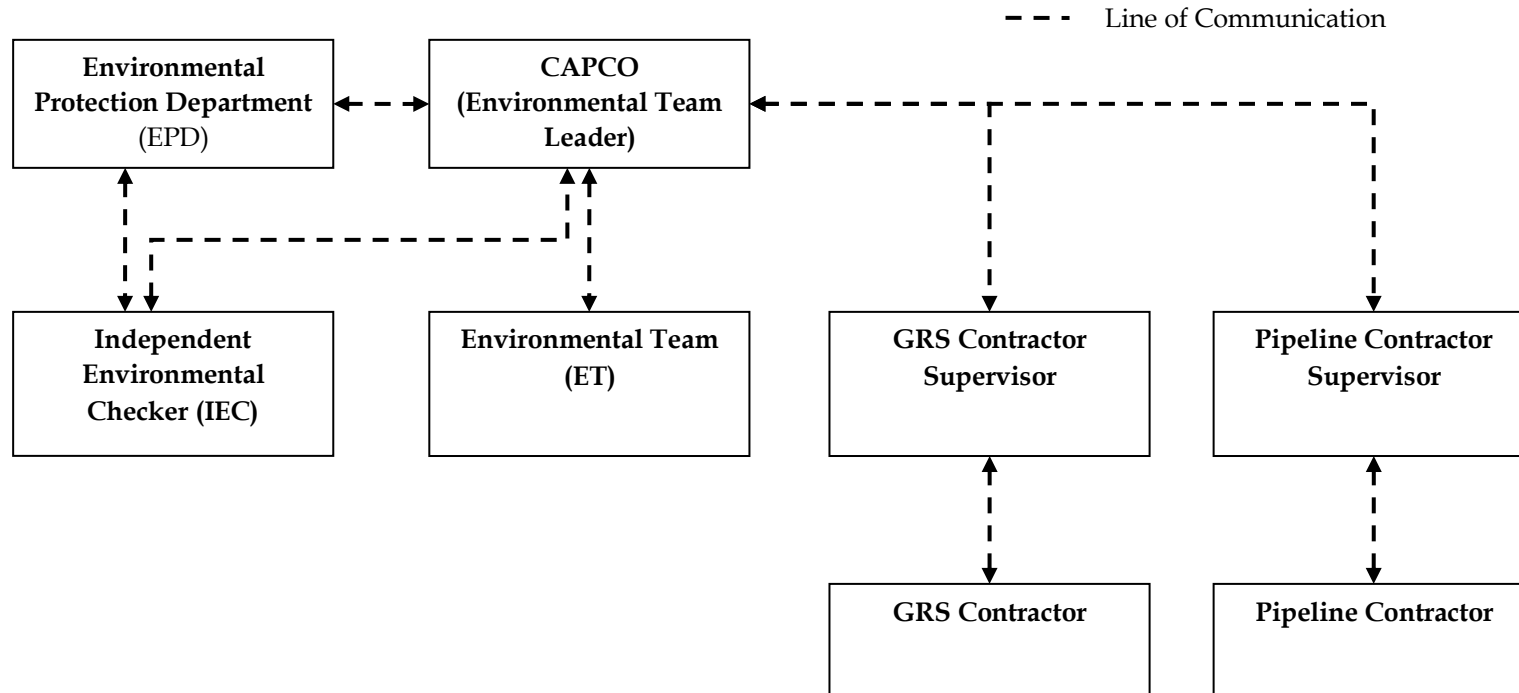 Line of Communication
Environmental
Protection Department
(EPD)
CAPCO
(Environmental Team
Leader)
Independent
Environmental
Checker (IEC)
Environmental Team
(ET)
GRS Contractor
Supervisor
Pipeline Contractor
Supervisor
GRS Contractor
Pipeline Contractor